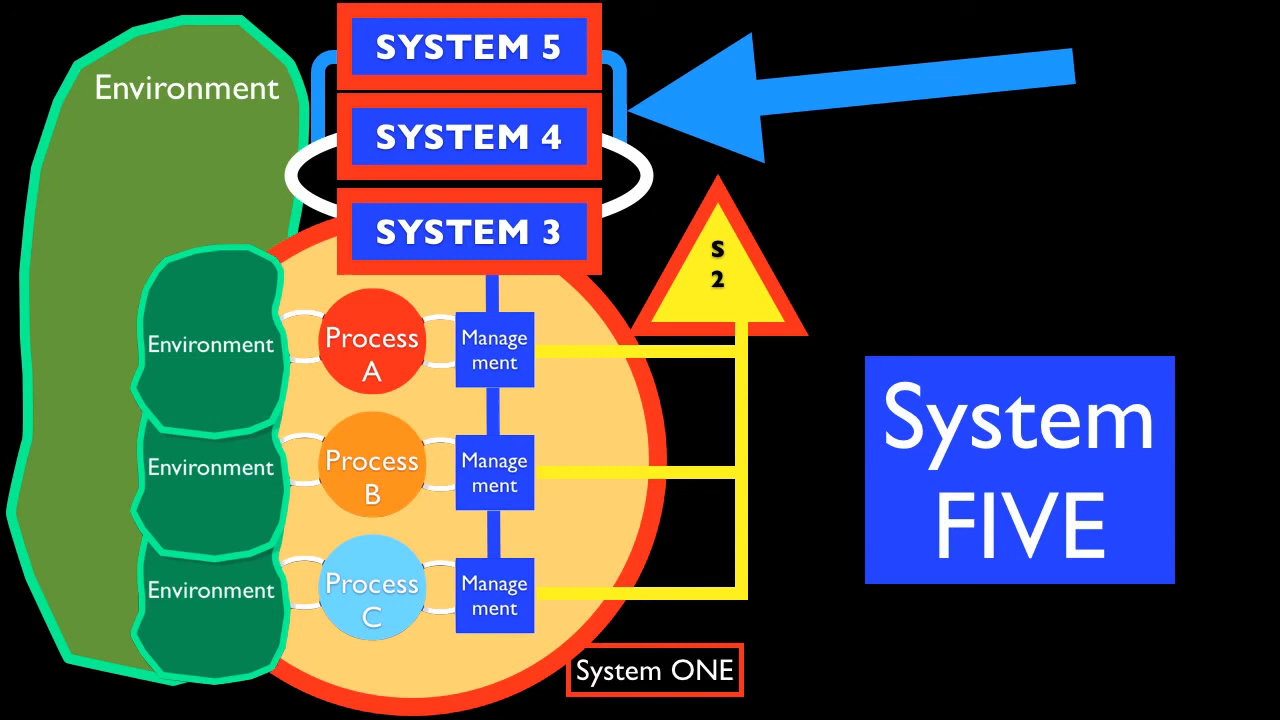 SYSTEM 5
Environment
SYSTEM 4
SYSTEM 3
S
2
Environment
Process
A
Manage
ment
Environment
Process
B
Manage
ment
Environment
Process
C
Manage
ment
System ONE
System
FIVE